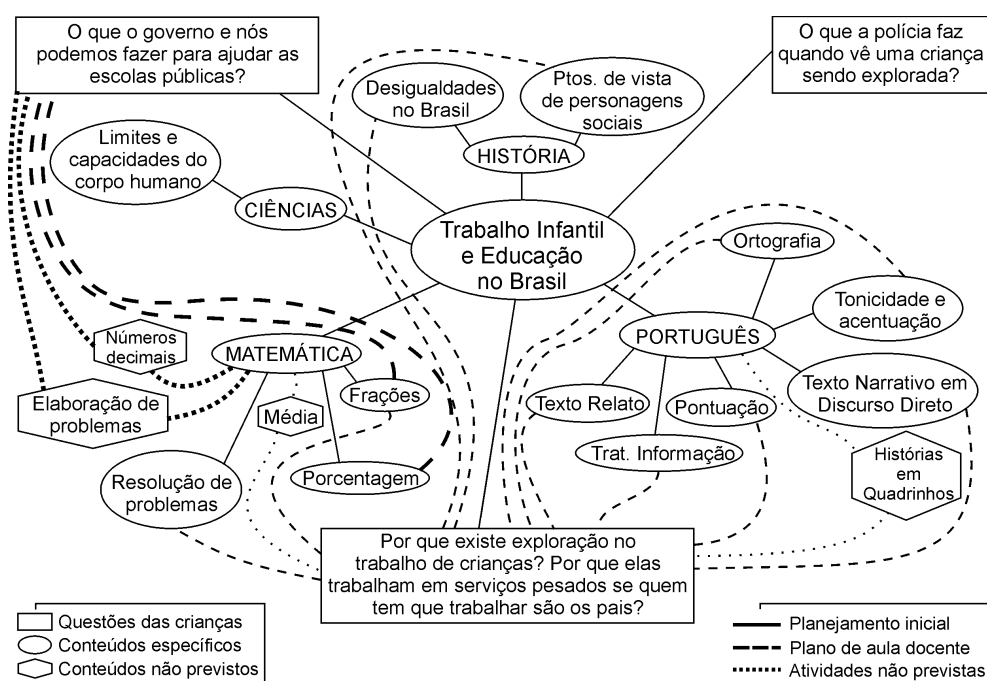 O que o governo e nós
podemos fazer para ajudar as
escolas públicas?
O que a polícia faz
quando vê uma criança
sendo explorada?
Desigualdades
no Brasil
Ptos. de vista
de personagens
sociais
HISTÓRIA
Limites e
capacidades do
corpo humano
CIÊNCIAS
Trabalho Infantil
e Educação
no Brasil
Ortografia
Tonicidade e
acentuação
PORTUGUÊS
Texto Narrativo em
Discurso Direto
Texto Relato
Pontuação
Trat. Informação
Histórias
em
Quadrinhos
Números
decimais
MATEMÁTICA
Elaboração de
problemas
Média
Frações
Porcentagem
Resolução de
problemas
Por que existe exploração no
trabalho de crianças? Por que elas
trabalham em serviços pesados se quem
tem que trabalhar são os pais?
Questões das crianças
Conteúdos específicos
Conteúdos não previstos
Planejamento inicial
Plano de aula docente
Atividades não previstas